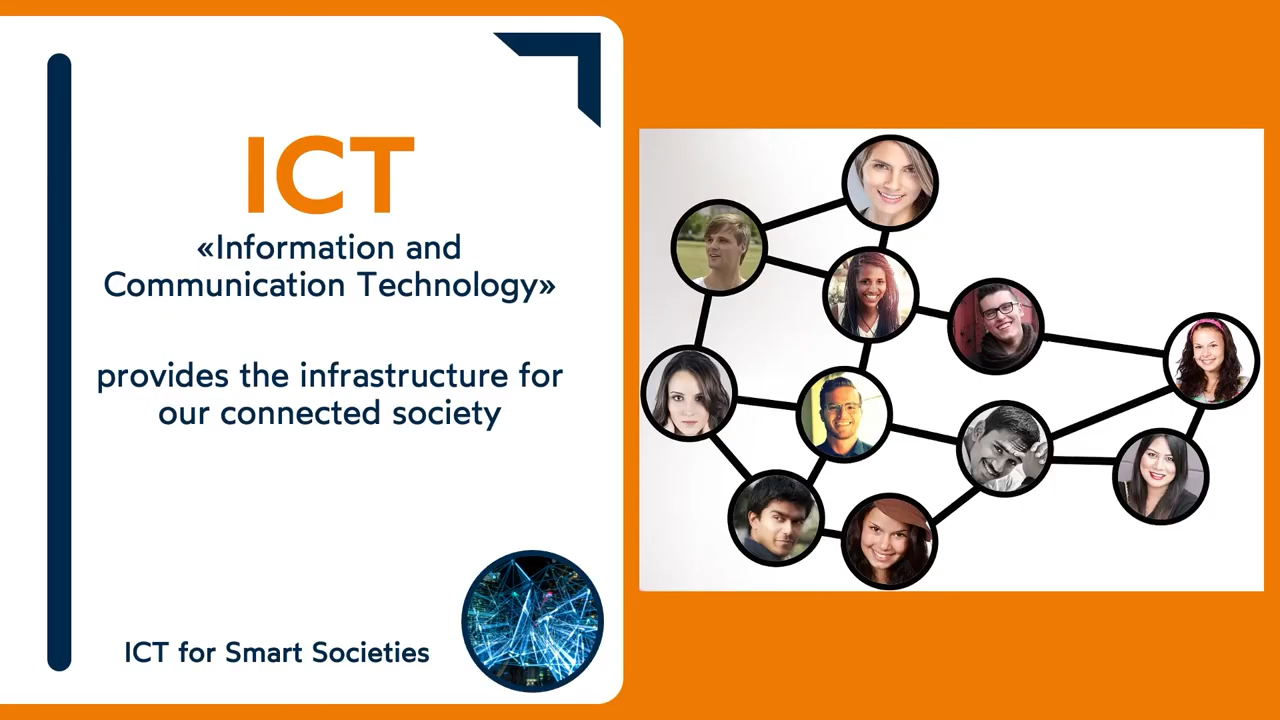 ICT
«Information and
Communication Technology»
provides the infrastructure for
our connected society
ICT for Smart Societies